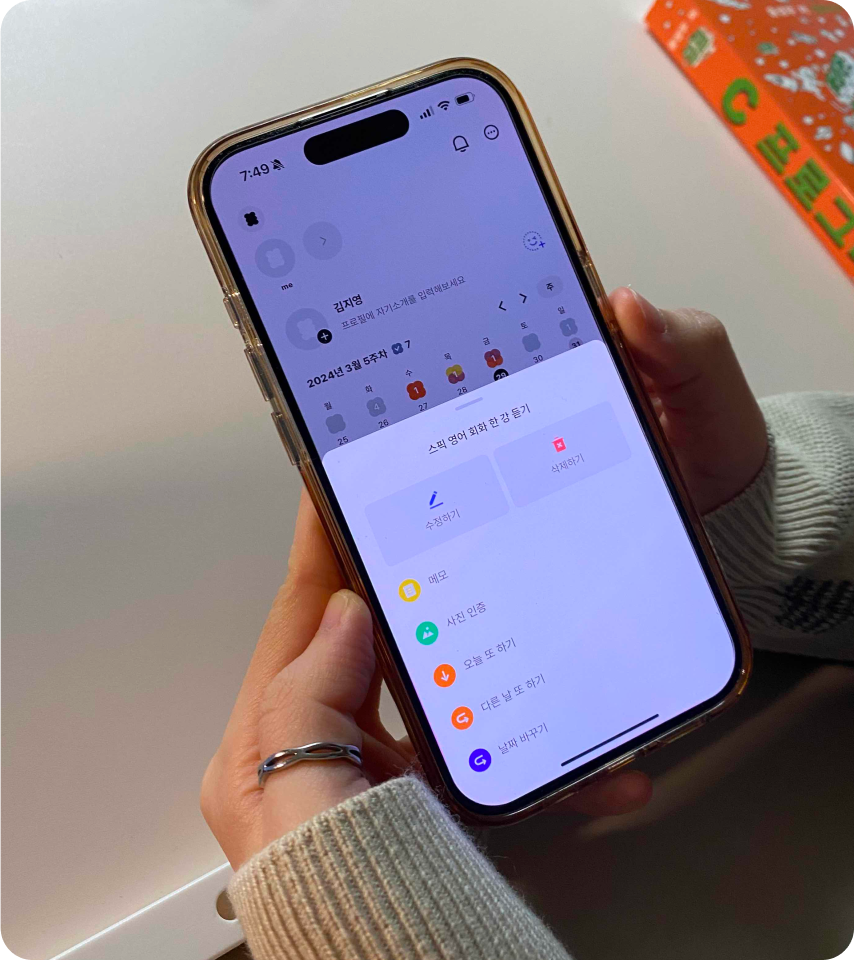 7:49
me
김지영
프로필에 자기소개를 입력해보세요
2024년 3월 5주차 7
주
월 화 수 목 금 토 일
4 1 1 1 1
25 26 27 28 29 30 31
스픽 영어 회화 한 강 듣기
수정하기
삭제하기
메모
사진 인증
오늘 또 하기
다른 날 또 하기
날짜 바꾸기
C 프로그